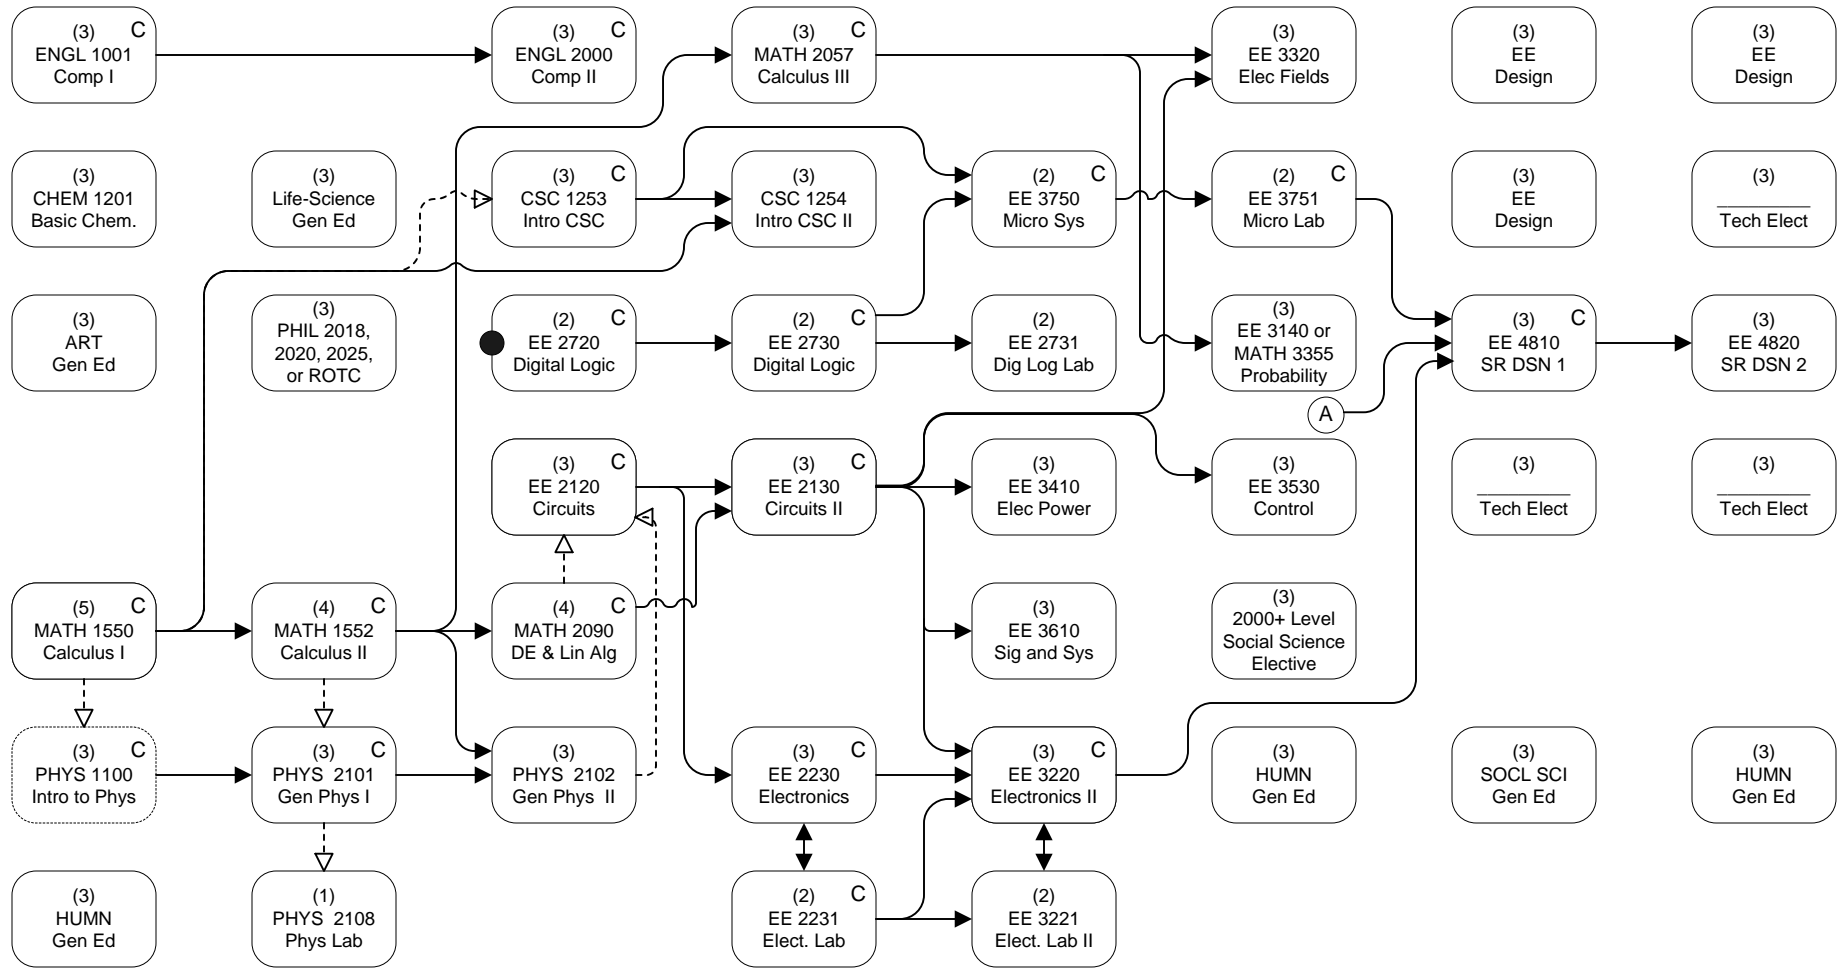 (3) C
ENGL 1001
Comp I
(3) C
ENGL 2000
Comp II
(3) C
MATH 2057
Calculus III
(3)
EE 3320
Elec Fields
(3)
EE
Design
(3)
EE
Design
(3)
CHEM 1201
Basic Chem.
(3)
Life-Science
Gen Ed
(3) C
CSC 1253
Intro CSC
(3)
CSC 1254
Intro CSC II
(2) C
EE 3750
Micro Sys
(2) C
EE 3751
Micro Lab
(3)
EE
Design
(3)
Tech Elect
(3)
ART
Gen Ed
(3)
PHIL 2018,
2020, 2025,
or ROTC
(2) C
EE 2720
Digital Logic
(2) C
EE 2730
Digital Logic
(2)
EE 2731
Dig Log Lab
(3)
EE 3140 or
MATH 3355
Probability
(3) C
EE 4810
SR DSN 1
(3)
EE 4820
SR DSN 2
A
(3) C
EE 2120
Circuits
(3) C
EE 2130
Circuits II
(3)
EE 3410
Elec Power
(3)
EE 3530
Control
(3)
Tech Elect
(3)
Tech Elect
(5) C
MATH 1550
Calculus I
(4) C
MATH 1552
Calculus II
(4) C
MATH 2090
DE & Lin Alg
(3)
EE 3610
Sig and Sys
(3)
2000+ Level
Social Science
Elective
(3) C
PHYS 1100
Intro to Phys
(3) C
PHYS 2101
Gen Phys I
(3)
PHYS 2102
Gen Phys II
(3) C
EE 2230
Electronics
(3) C
EE 3220
Electronics II
(3)
HUMN
Gen Ed
(3)
SOCL SCI
Gen Ed
(3)
HUMN
Gen Ed
(3)
HUMN
Gen Ed
(1)
PHYS 2108
Phys Lab
(2) C
EE 2231
Elect. Lab
(2)
EE 3221
Elect. Lab II